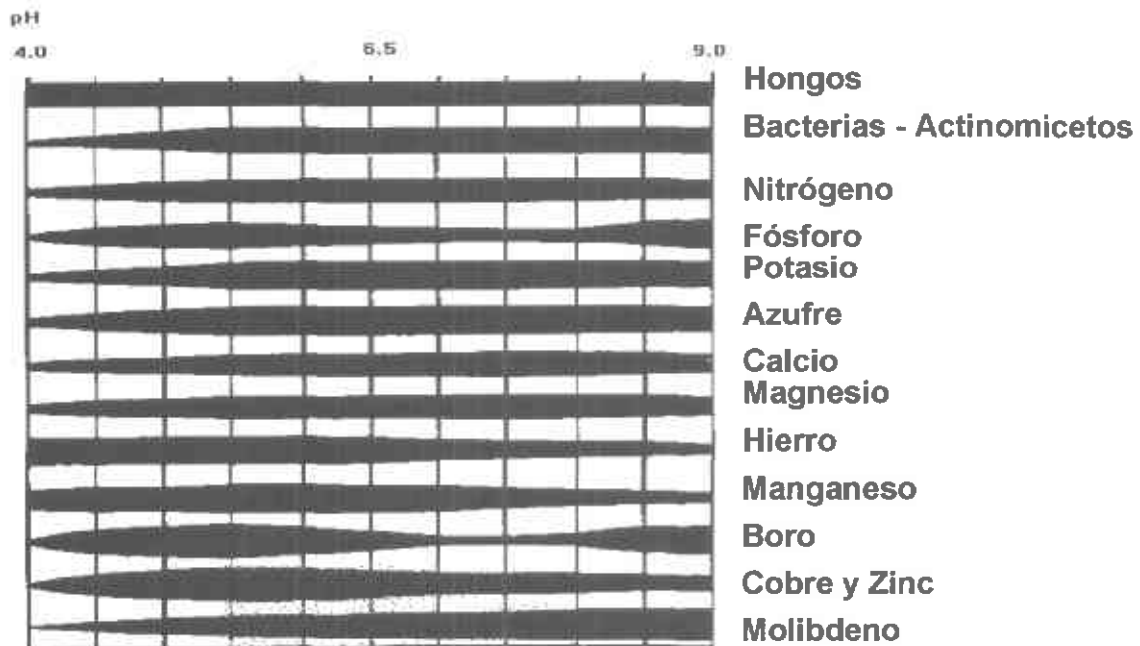 pH
4.0 6.5 9.0
Hongos
Bacterias - Actinomicetos
Nitrógeno
Fósforo
Potasio
Azufre
Calcio
Magnesio
Hierro
Manganeso
Boro
Cobre y Zinc
Molibdeno